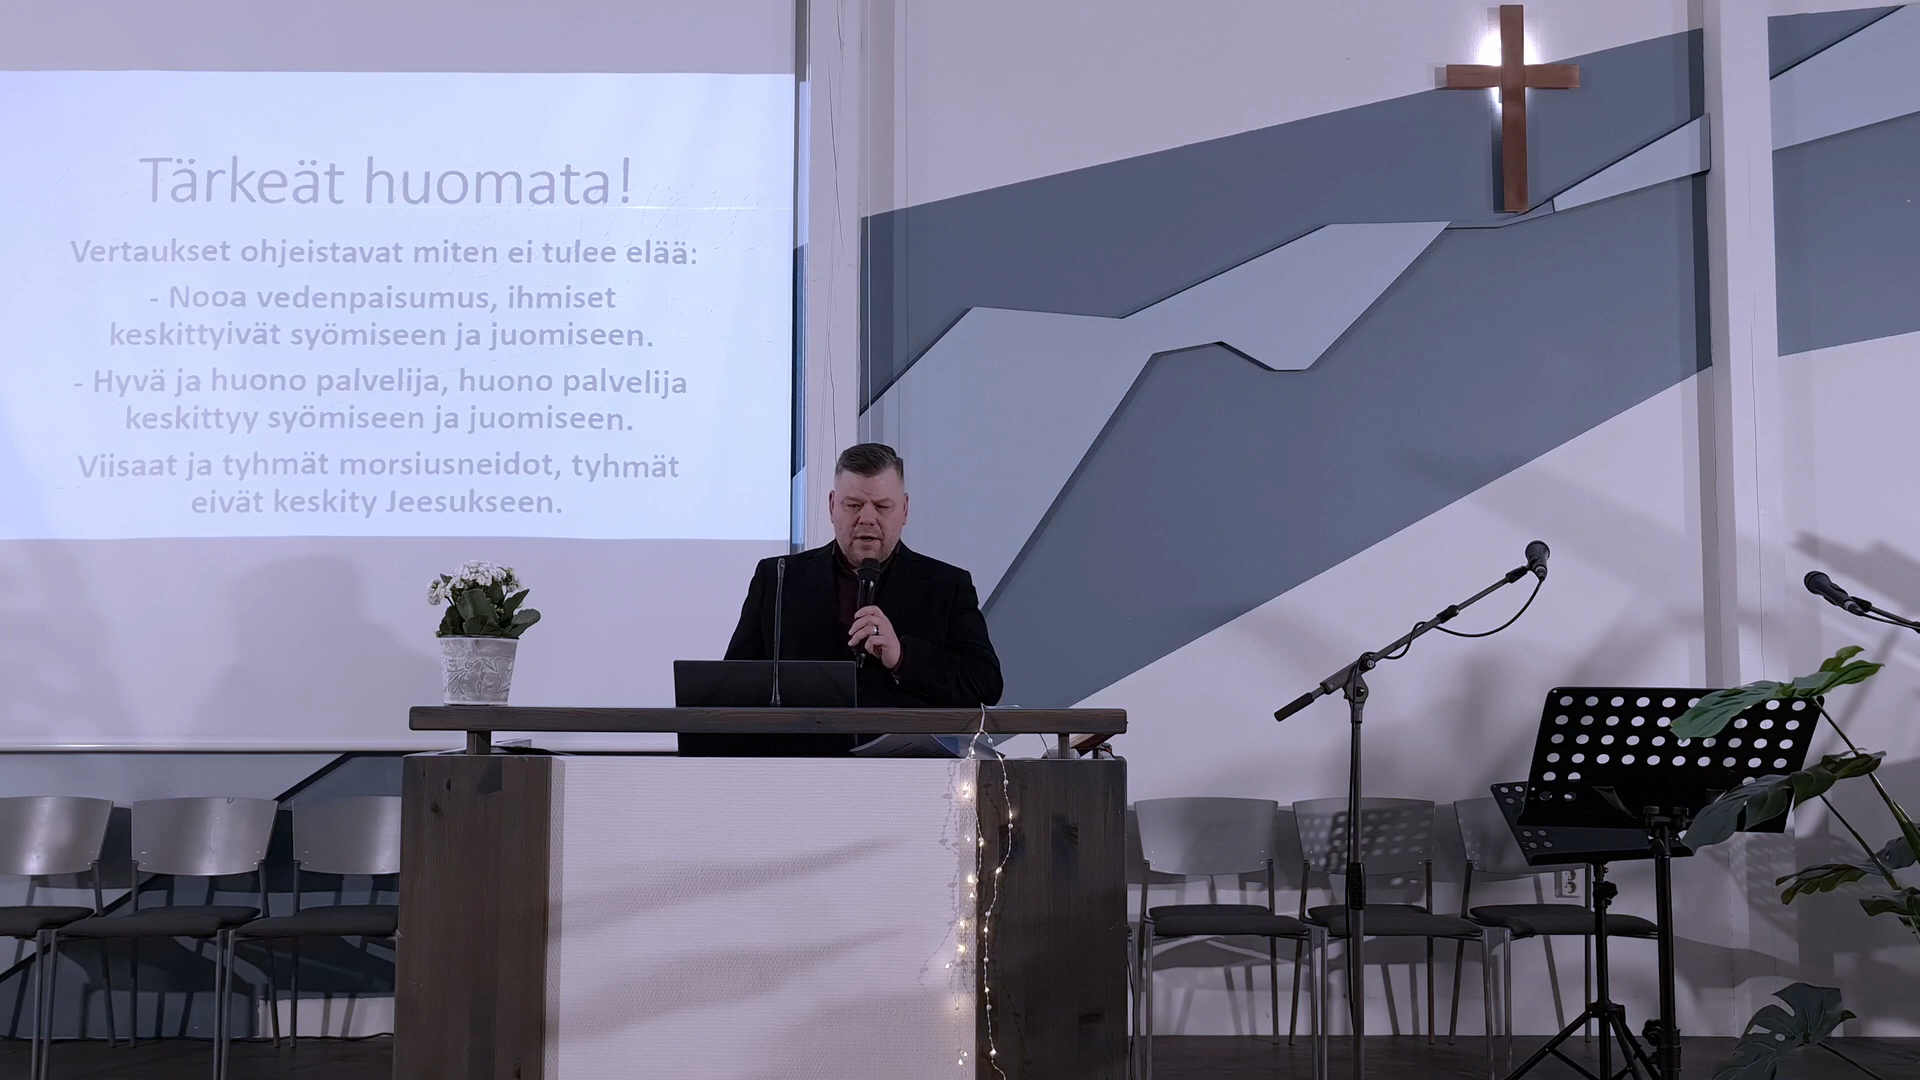 Tärkeät huomata!
Vertaukset ohjeistavat miten ei tulee elää:
- Nooa vedenpaisumus, ihmiset
keskittyivät syömiseen ja juomiseen.
- Hyvä ja huono palvelija, huono palvelija
keskittyy syömiseen ja juomiseen.
Viisaat ja tyhmät morsiusneidot, tyhmät
eivät keskity Jeesukseen.